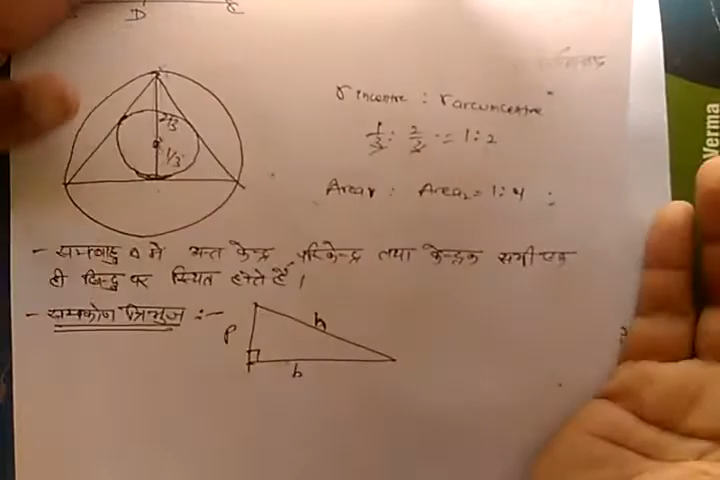 D C
r incentre : r circumcentre
2/3
1/3 : 2/3 = 1:2
1/3
Area₁ : Area₂ = 1:4 ;
- समबाहु Δ में अन्त केन्द्र परिकेन्द्र तथा केन्द्रक सभी एक
ही बिन्दु पर स्थित होते हैं ।
- समकोण त्रिभुज :-
P h
b
Verma